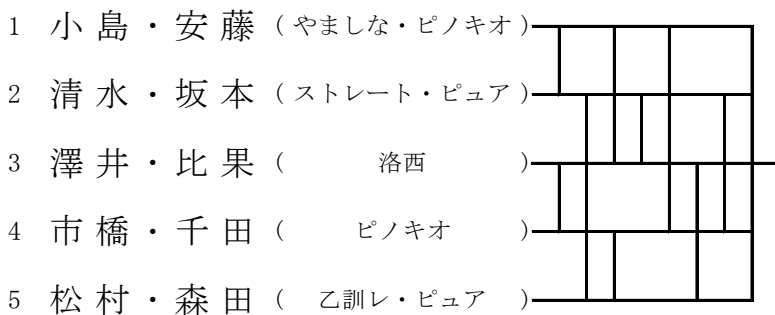 1 小島・安藤（やましな・ピノキオ）
2 清水・坂本（ストレート・ピュア）
3 澤井・比果（洛西）
4 市橋・千田（ピノキオ）
5 松村・森田（乙訓レ・ピュア）